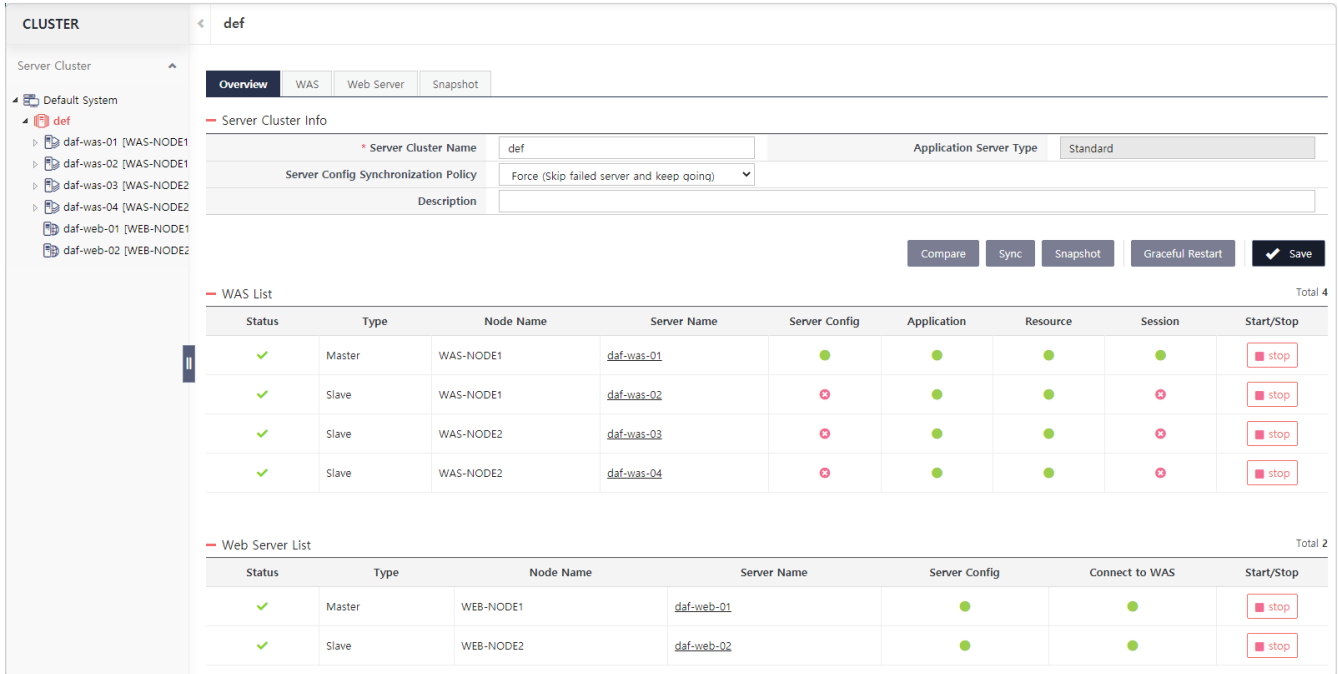 CLUSTER
def
Server Cluster
Default System
def
daf-was-01 [WAS-NODE1
daf-was-02 [WAS-NODE1
daf-was-03 [WAS-NODE2
daf-was-04 [WAS-NODE2
daf-web-01 [WEB-NODE1
daf-web-02 [WEB-NODE2
Overview WAS Web Server Snapshot
Server Cluster Info
* Server Cluster Name def Application Server Type Standard
Server Config Synchronization Policy Force (Skip failed server and keep going)
Description
Compare Sync Snapshot Graceful Restart Save
WAS List Total 4
Status Type Node Name Server Name Server Config Application Resource Session Start/Stop
Master WAS-NODE1 daf-was-01 stop
Slave WAS-NODE1 daf-was-02 stop
Slave WAS-NODE2 daf-was-03 stop
Slave WAS-NODE2 daf-was-04 stop
Web Server List Total 2
Status Type Node Name Server Name Server Config Connect to WAS Start/Stop
Master WEB-NODE1 daf-web-01 stop
Slave WEB-NODE2 daf-web-02 stop